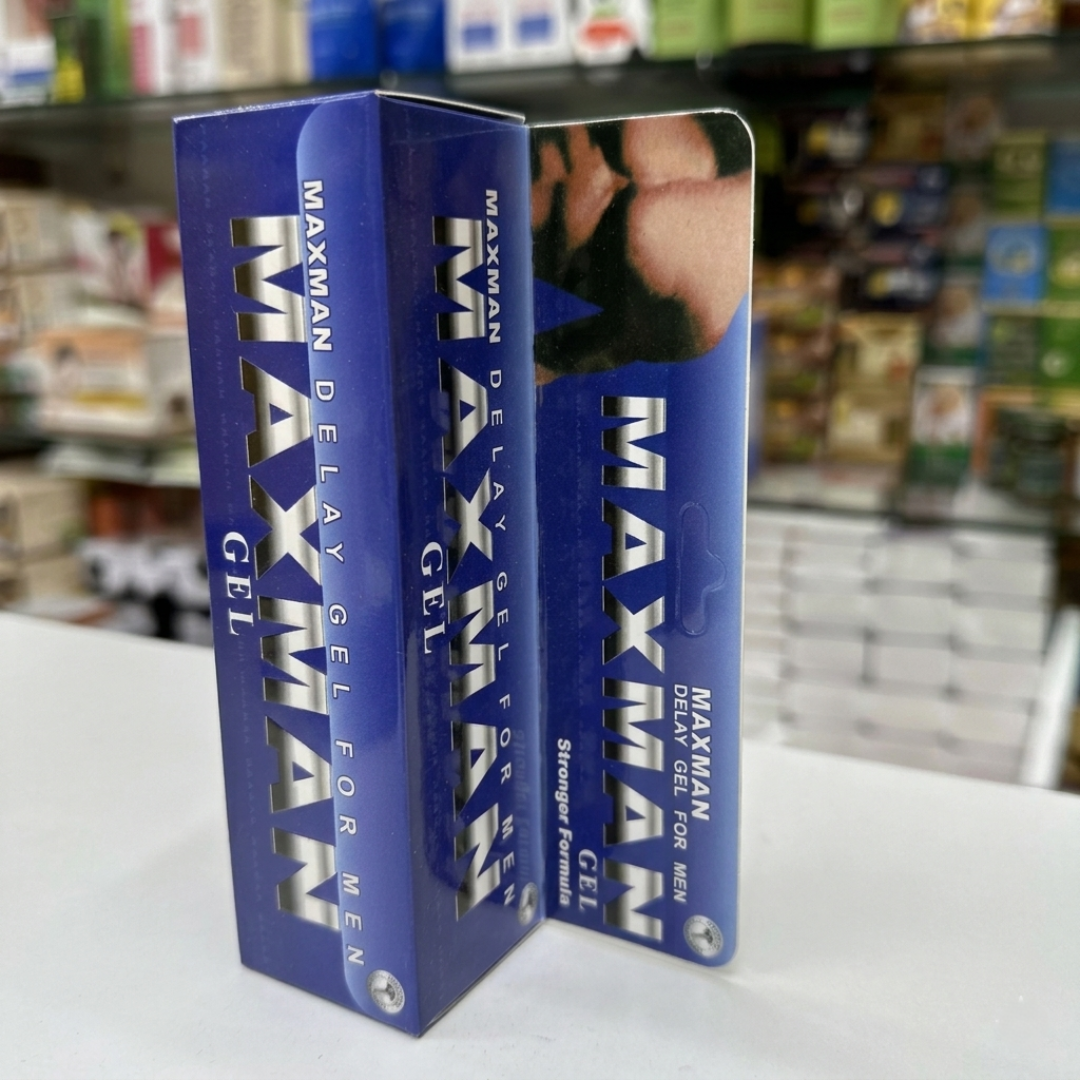 MAXMAN DELAY GEL FOR MEN
MAXMAN
GEL
MAXMAN DELAY GEL FOR MEN
MAXMAN
GEL
MAXMAN
DELAY GEL FOR MEN
MAXMAN
GEL
Stronger Formula